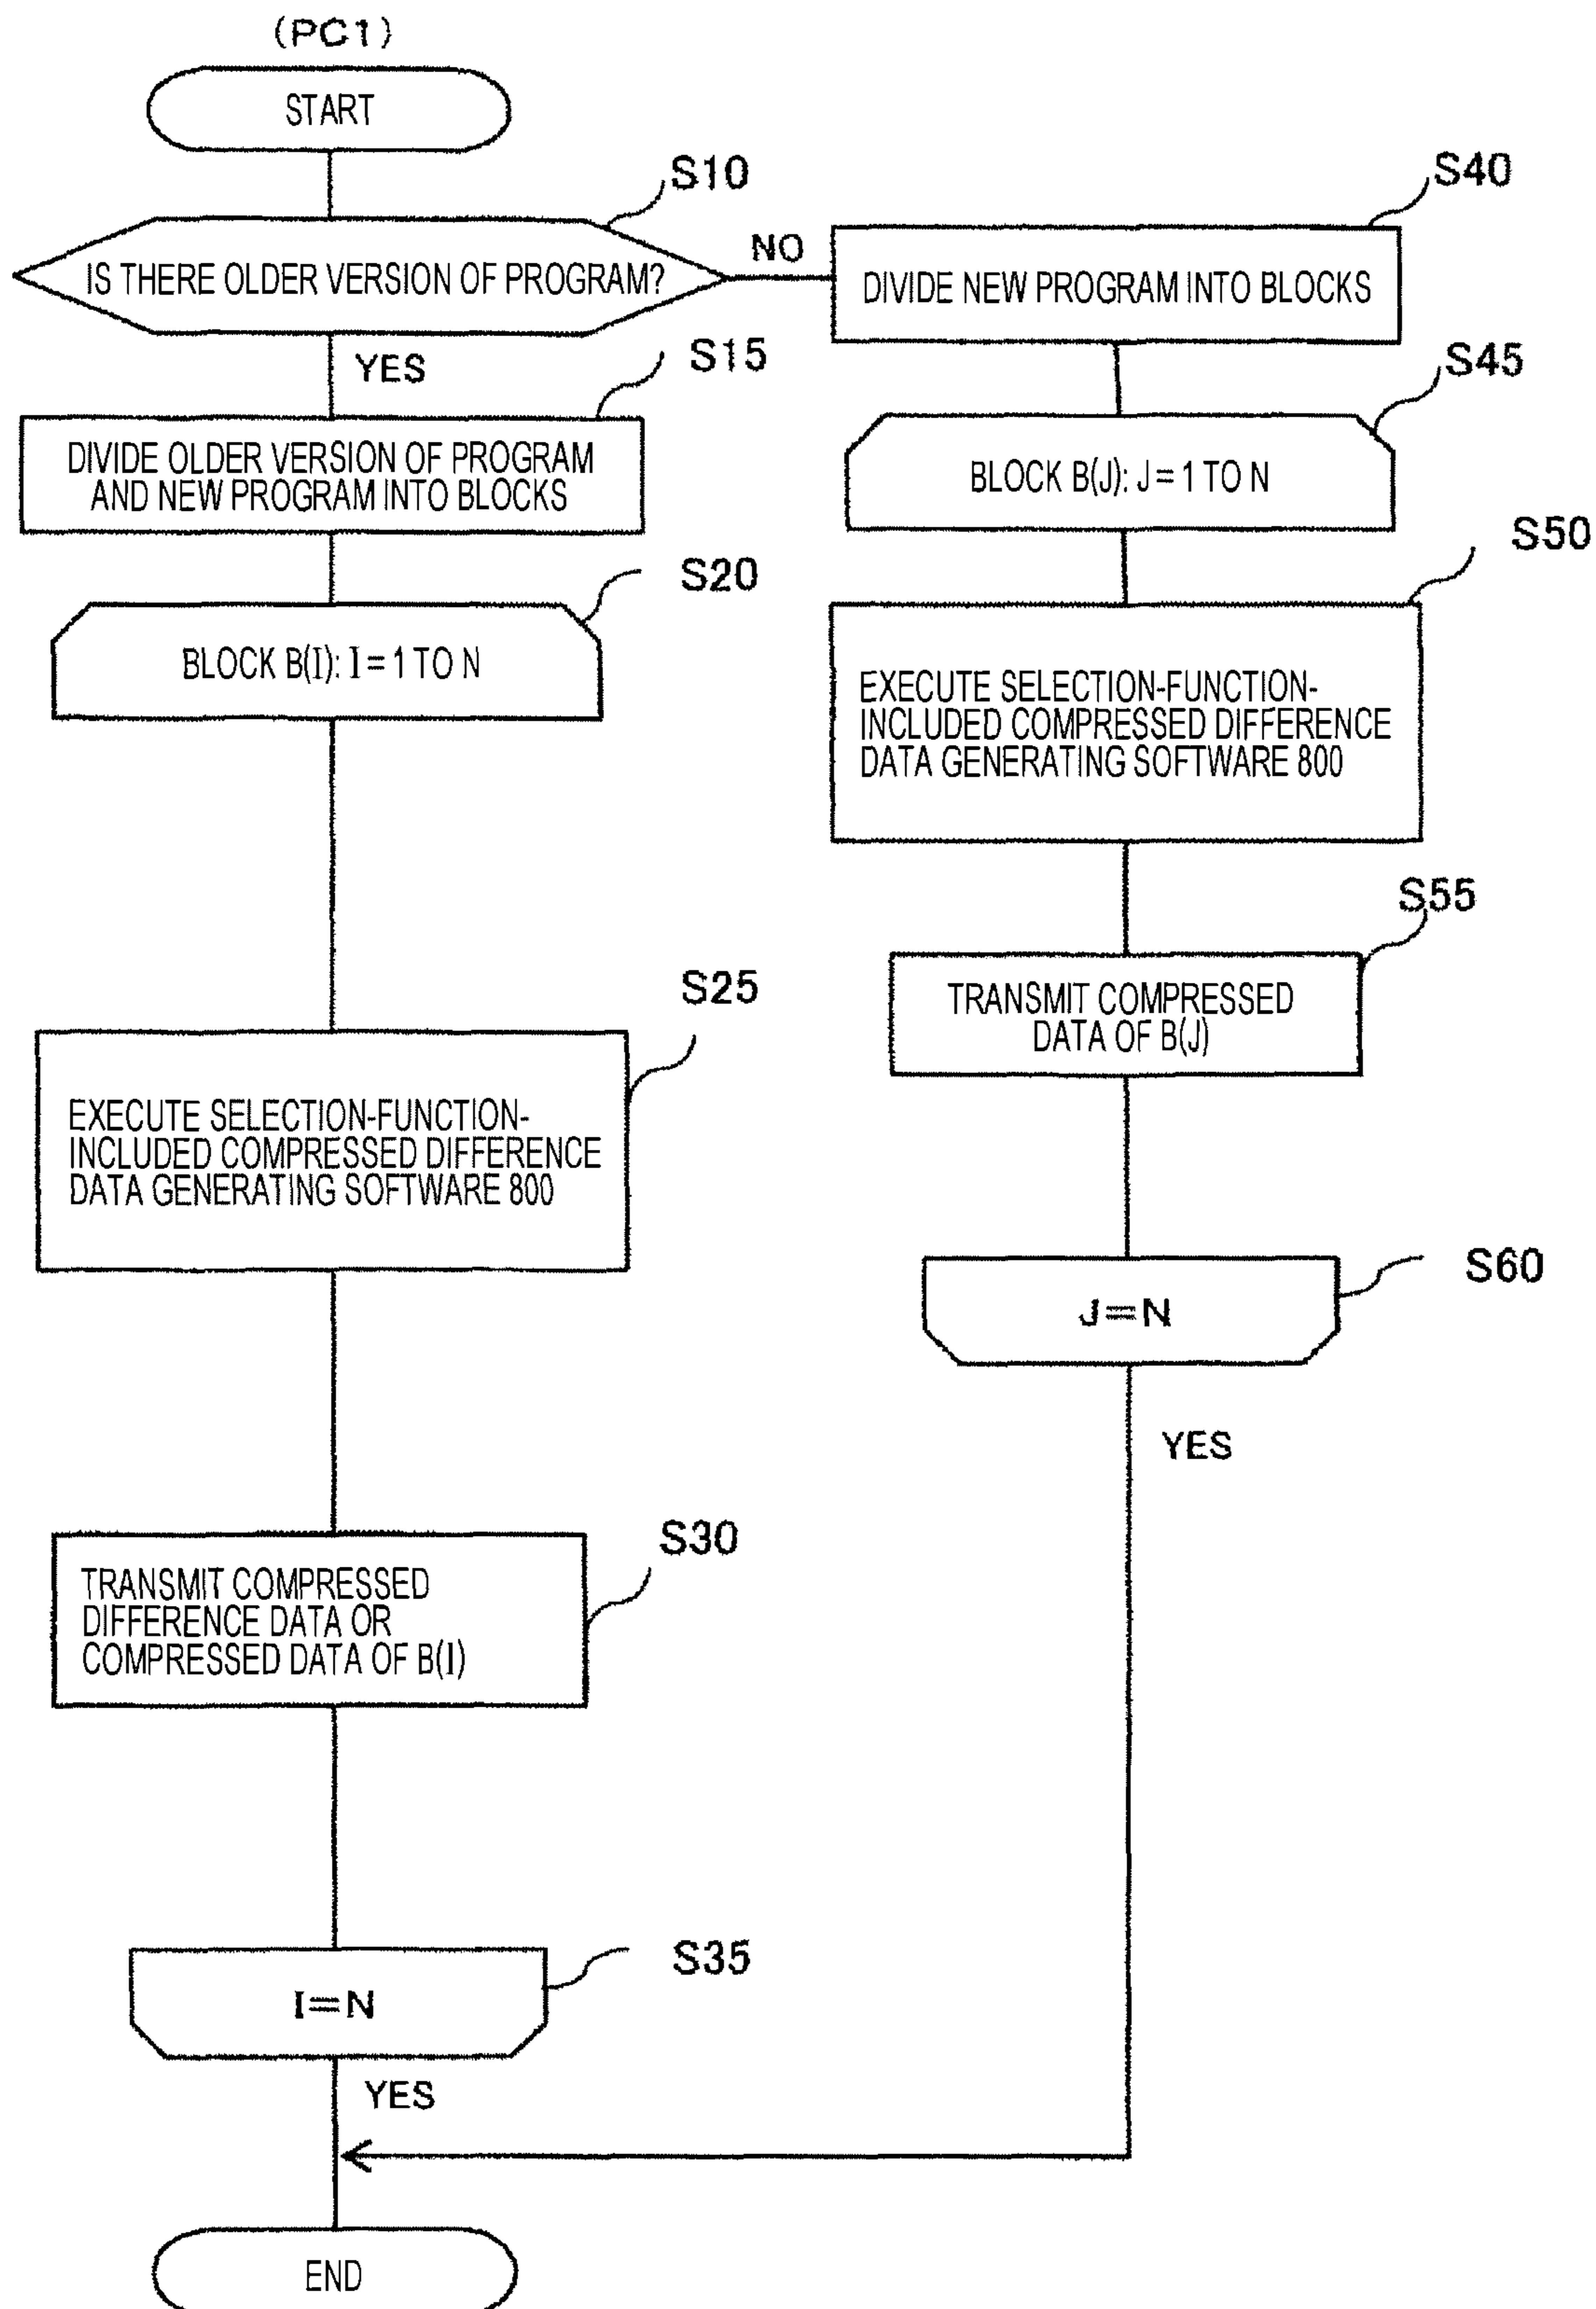 (PC1)
START
S10
IS THERE OLDER VERSION OF PROGRAM?
NO
YES
S15
DIVIDE OLDER VERSION OF PROGRAM
AND NEW PROGRAM INTO BLOCKS
S20
BLOCK B(I): I = 1 TO N
S25
EXECUTE SELECTION-FUNCTION-
INCLUDED COMPRESSED DIFFERENCE
DATA GENERATING SOFTWARE 800
S30
TRANSMIT COMPRESSED
DIFFERENCE DATA OR
COMPRESSED DATA OF B(I)
S35
I=N
YES
S40
DIVIDE NEW PROGRAM INTO BLOCKS
S45
BLOCK B(J): J = 1 TO N
S50
EXECUTE SELECTION-FUNCTION-
INCLUDED COMPRESSED DIFFERENCE
DATA GENERATING SOFTWARE 800
S55
TRANSMIT COMPRESSED
DATA OF B(J)
S60
J=N
YES
END